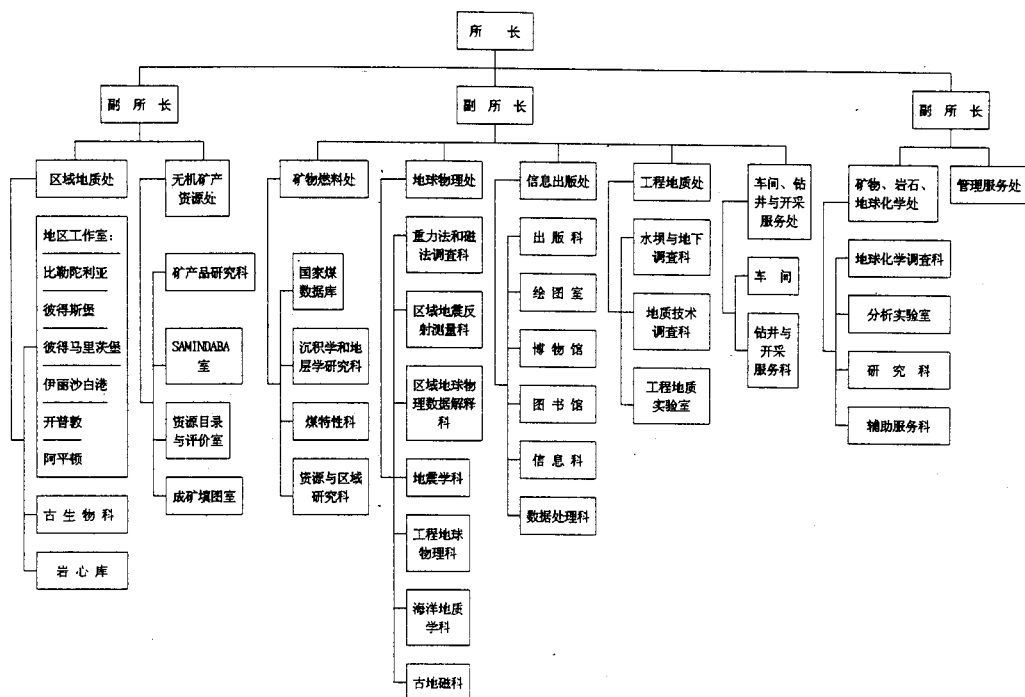 所 长
副 所 长
副 所 长
副 所 长
区域地质处
地区工作室:
比勒陀利亚
彼得斯堡
彼得马里茨堡
伊丽沙白港
开普敦
阿平顿
古 生 物 科
岩 心 库
无机矿产
资源处
矿产品研究科
SAMINDABA
室
资源目录
与评价室
成矿填图室
矿物燃料处
国家煤
数据库
沉积学和地
层学研究科
煤特性科
资源与区域
研究科
地球物理处
重力法和磁
法调查科
区域地震反
射测量科
区域地球物
理数据解释
科
地震学科
工程地球
物理科
海洋地质
学科
古地磁科
信息出版处
出 版 科
绘 图 室
博 物 馆
图 书 馆
信 息 科
数据处理科
工程地质处
水坝与地下
调查科
地质技术
调查科
工程地质
实验室
车间、钻
井与开采
服务处
车 间
钻井与
开采
服务科
矿物、岩石、
地球化学处
地球化学调查科
分析实验室
研 究 科
辅助服务科
管理服务处